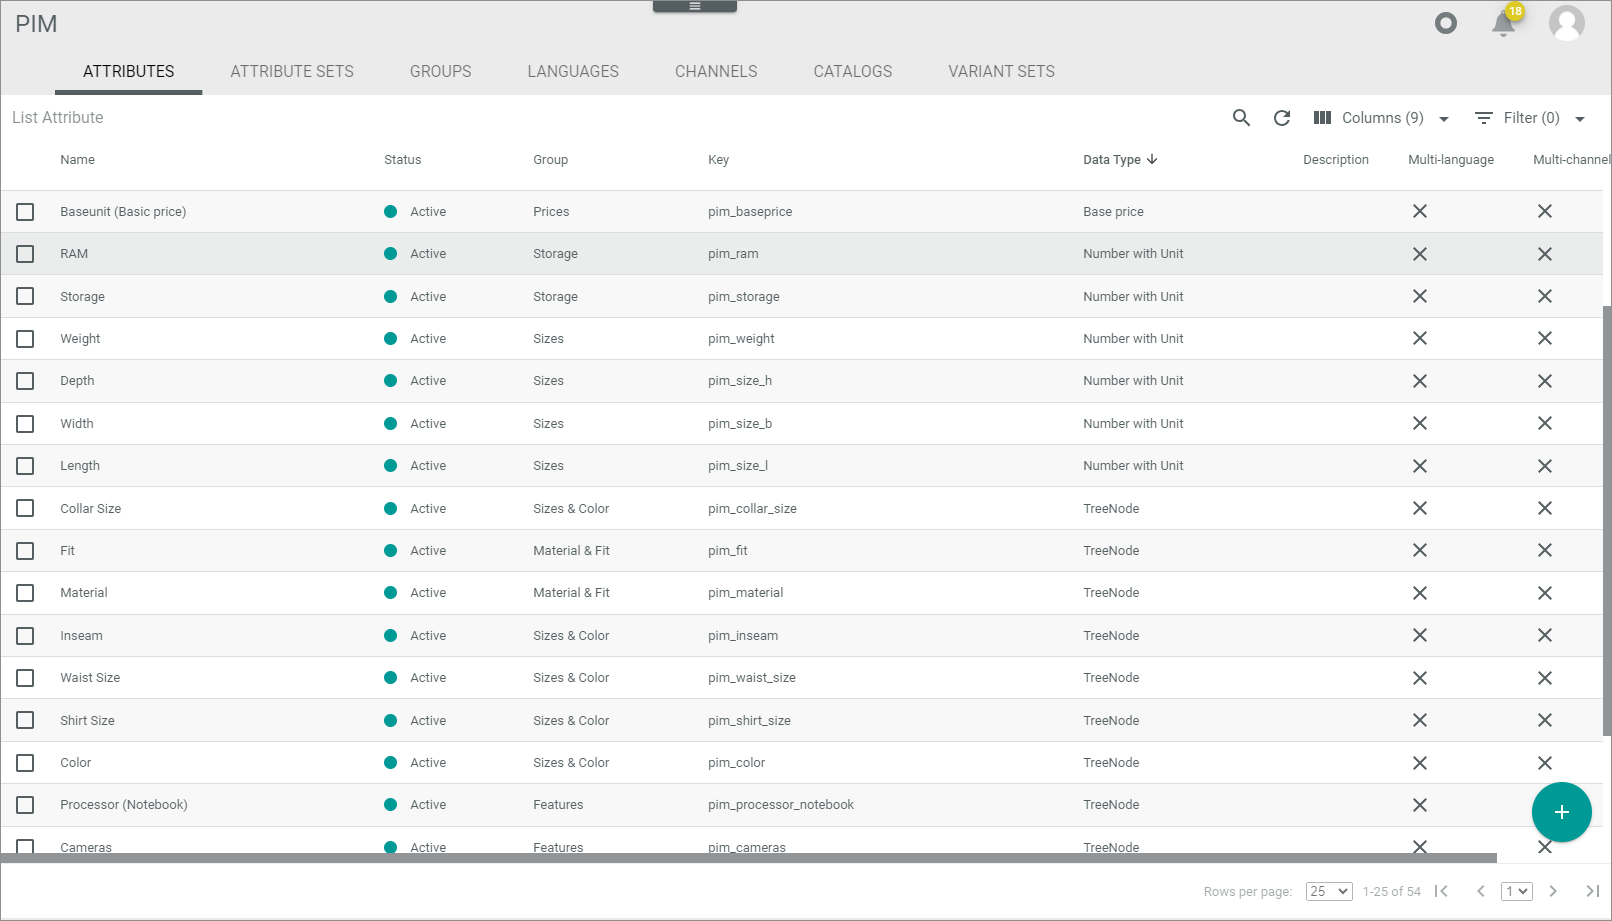 PIM
18
ATTRIBUTES ATTRIBUTE SETS GROUPS LANGUAGES CHANNELS CATALOGS VARIANT SETS
List Attribute Columns (9) Filter (0)
Name Status Group Key Data Type Description Multi-language Multi-channel
Baseunit (Basic price) Active Prices pim_baseprice Base price
RAM Active Storage pim_ram Number with Unit
Storage Active Storage pim_storage Number with Unit
Weight Active Sizes pim_weight Number with Unit
Depth Active Sizes pim_size_h Number with Unit
Width Active Sizes pim_size_b Number with Unit
Length Active Sizes pim_size_l Number with Unit
Collar Size Active Sizes & Color pim_collar_size TreeNode
Fit Active Material & Fit pim_fit TreeNode
Material Active Material & Fit pim_material TreeNode
Inseam Active Sizes & Color pim_inseam TreeNode
Waist Size Active Sizes & Color pim_waist_size TreeNode
Shirt Size Active Sizes & Color pim_shirt_size TreeNode
Color Active Sizes & Color pim_color TreeNode
Processor (Notebook) Active Features pim_processor_notebook TreeNode
Cameras Active Features pim_cameras TreeNode
Rows per page: 25 1-25 of 54 1